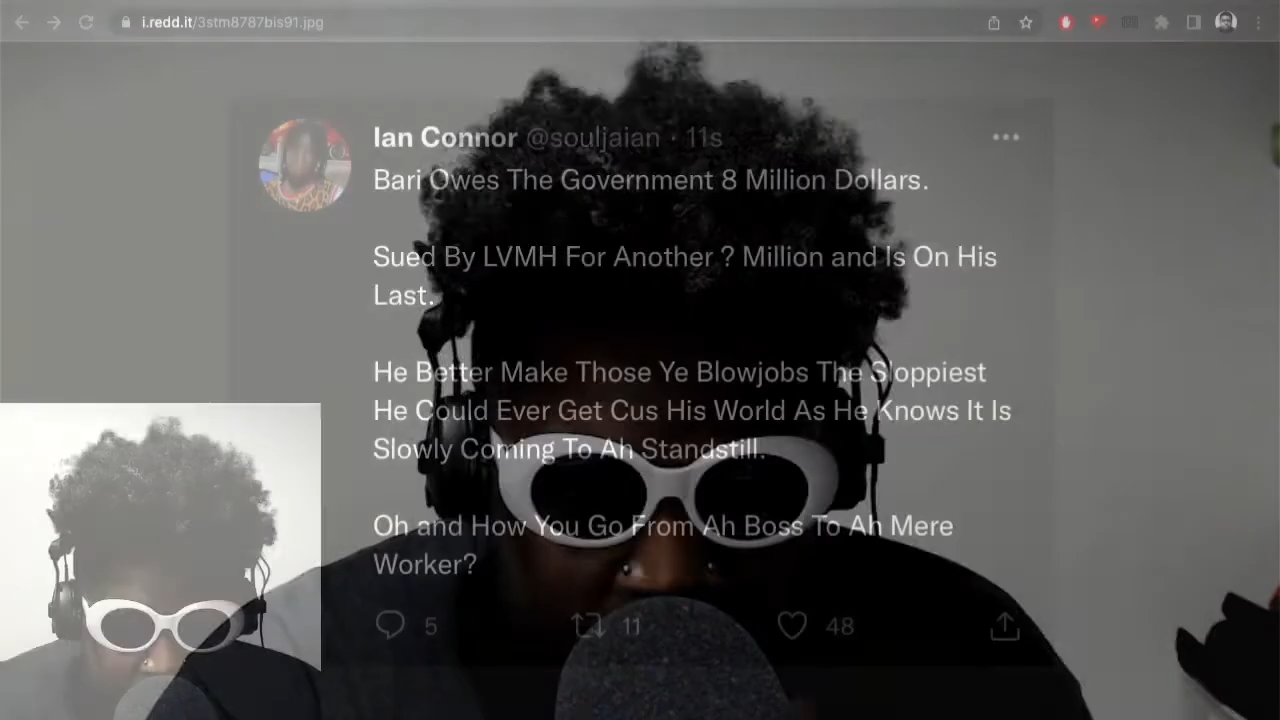 i.redd.it/3stm8787bis91.jpg
Ian Connor @souljaian · 11s
Bari Owes The Government 8 Million Dollars.
Sued By LVMH For Another ? Million and Is On His
Last.
He Better Make Those Ye Blowjobs The Sloppiest
He Could Ever Get Cus His World As He Knows It Is
Slowly Coming To Ah Standstill.
Oh and How You Go From Ah Boss To Ah Mere
Worker?
5 11 48